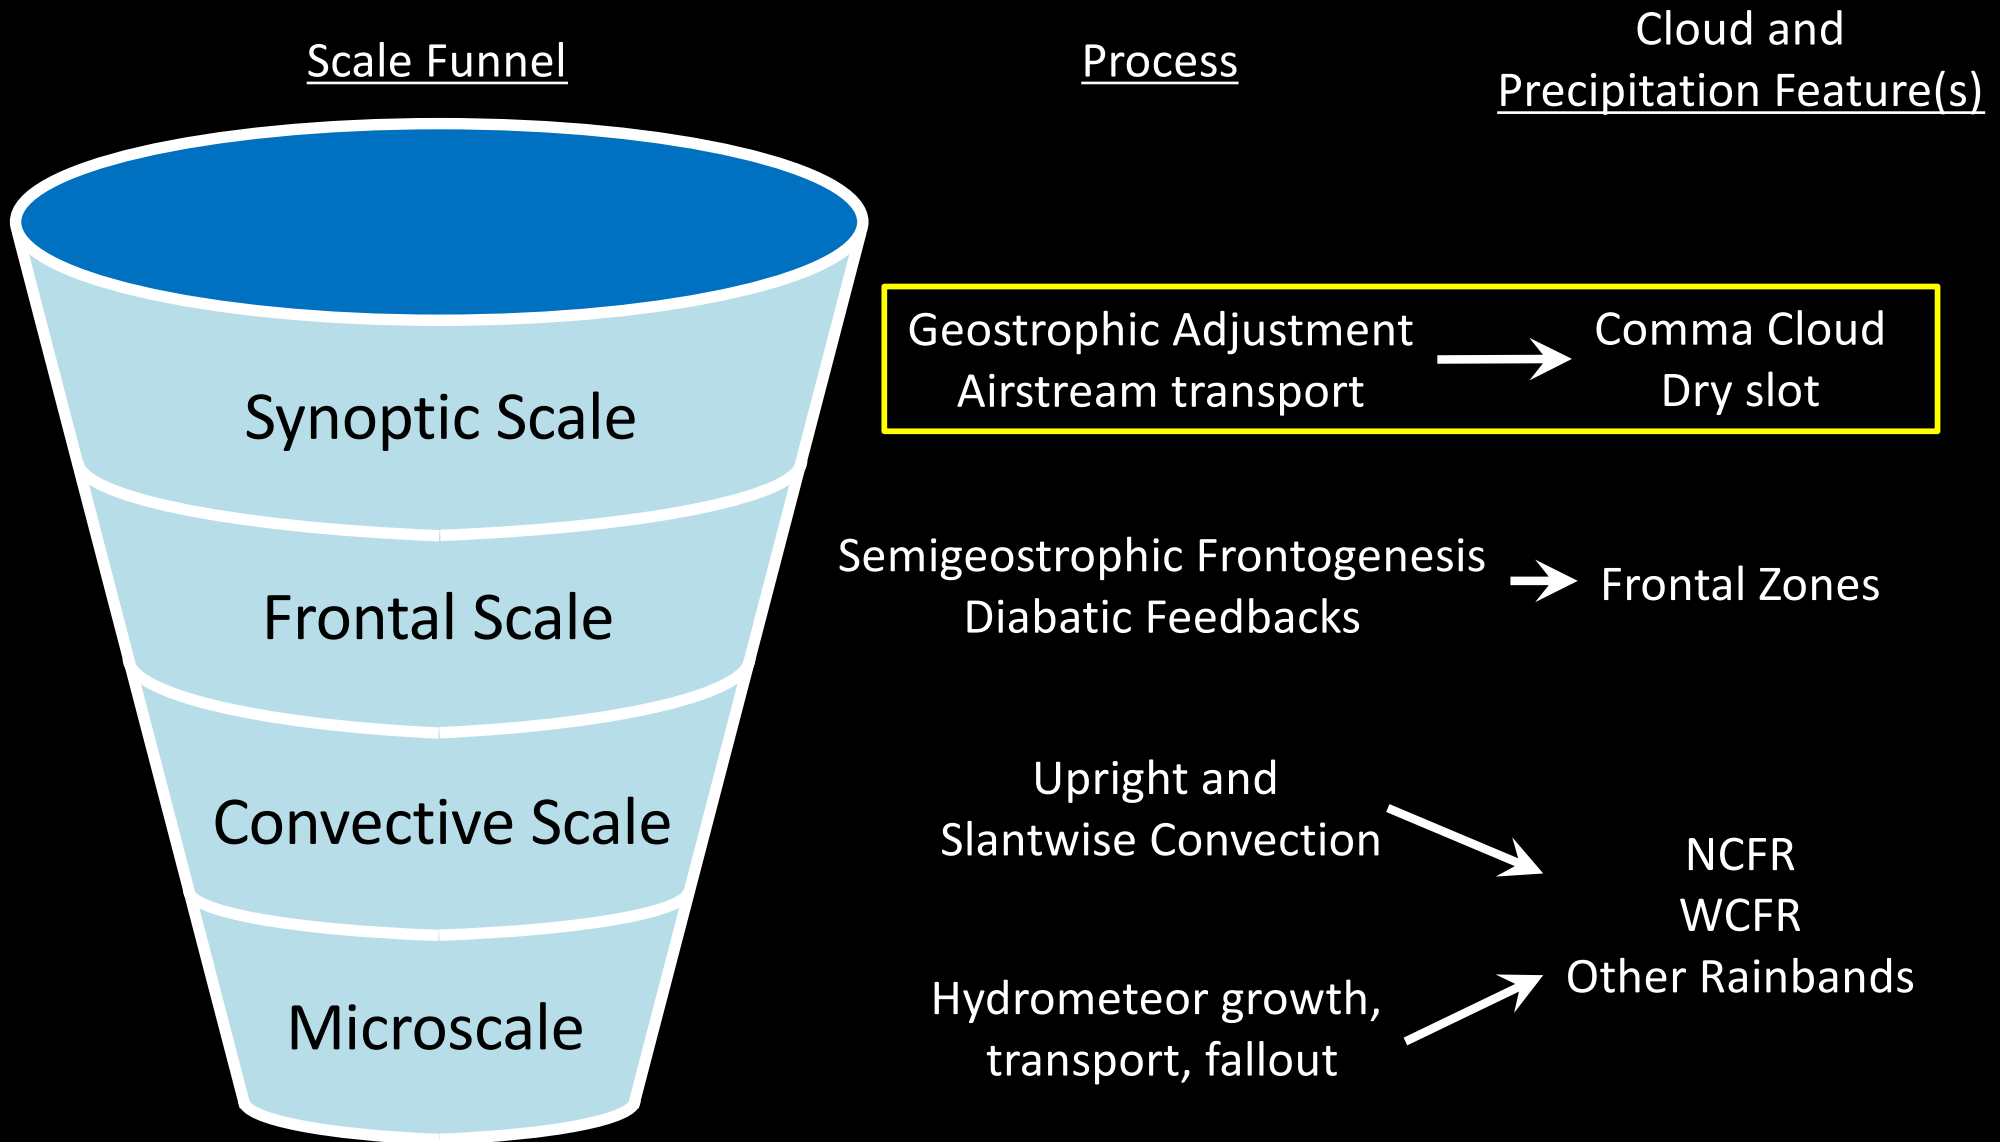 Scale Funnel
Process
Cloud and
Precipitation Feature(s)
Synoptic Scale
Geostrophic Adjustment
Airstream transport
Comma Cloud
Dry slot
Frontal Scale
Semigeostrophic Frontogenesis
Diabatic Feedbacks
Frontal Zones
Convective Scale
Upright and
Slantwise Convection
Microscale
Hydrometeor growth,
transport, fallout
NCFR
WCFR
Other Rainbands